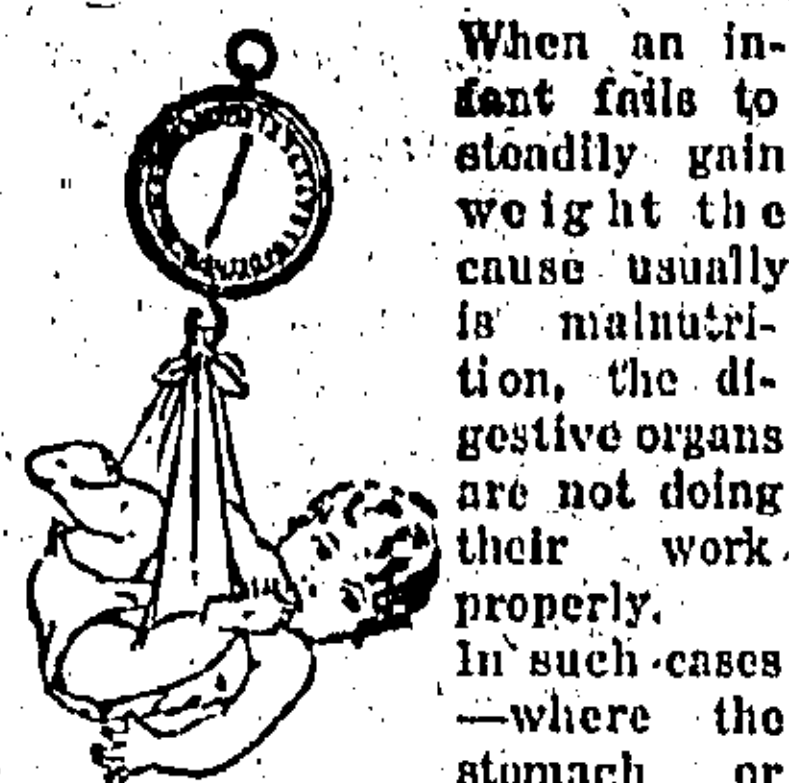 When an in-
fant fails to
steadily gain
weight the
cause usually
is malnutri-
tion, the di-
gestive organs
are not doing
their work
properly.
In such cases
—where the
stomach or